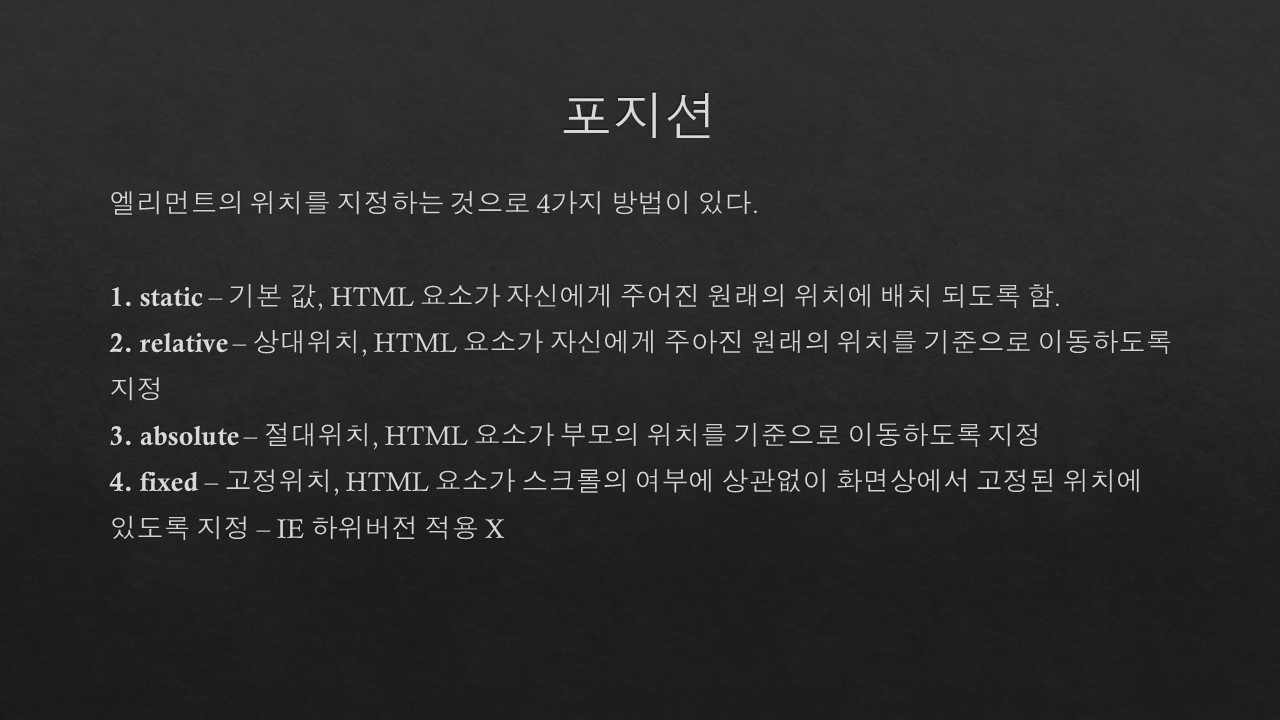 포지션
엘리먼트의 위치를 지정하는 것으로 4가지 방법이 있다.
1. static – 기본 값, HTML 요소가 자신에게 주어진 원래의 위치에 배치 되도록 함.
2. relative – 상대위치, HTML 요소가 자신에게 주아진 원래의 위치를 기준으로 이동하도록
지정
3. absolute – 절대위치, HTML 요소가 부모의 위치를 기준으로 이동하도록 지정
4. fixed – 고정위치, HTML 요소가 스크롤의 여부에 상관없이 화면상에서 고정된 위치에
있도록 지정 – IE 하위버전 적용 X